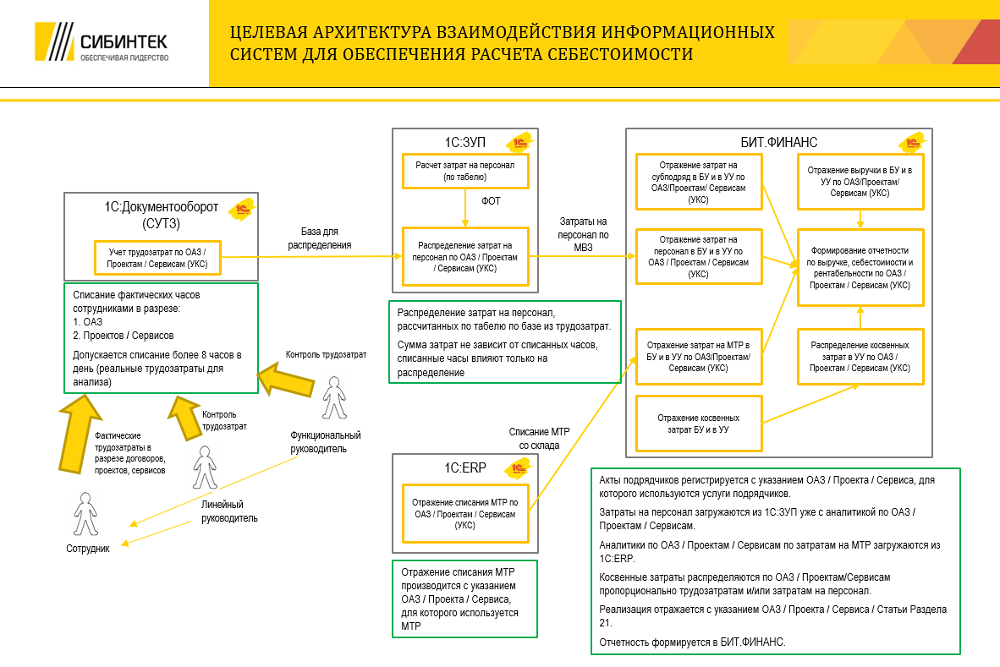 СИБИНТЕК
ОБЕСПЕЧИВАЯ ЛИДЕРСТВО
ЦЕЛЕВАЯ АРХИТЕКТУРА ВЗАИМОДЕЙСТВИЯ ИНФОРМАЦИОННЫХ
СИСТЕМ ДЛЯ ОБЕСПЕЧЕНИЯ РАСЧЕТА СЕБЕСТОИМОСТИ
1С:Документооборот
(СУТЗ)
1С
Учет трудозатрат по ОАЗ /
Проектам / Сервисам (УКС)
Списание фактических часов
сотрудниками в разрезе:
1. ОАЗ
2. Проектов / Сервисов
Допускается списание более 8 часов в
день (реальные трудозатраты для
анализа)
Контроль трудозатрат
Контроль
трудозатрат
Фактические
трудозатраты в
разрезе договоров,
проектов, сервисов
Функциональный
руководитель
Линейный
руководитель
Сотрудник
База для
распределения
1С:ЗУП
1С
Расчет затрат на персонал
(по табелю)
ФОТ
Распределение затрат на
персонал по ОАЗ / Проектам
/ Сервисам (УКС)
Распределение затрат на персонал,
рассчитанных по табелю по базе из трудозатрат.
Сумма затрат не зависит от списанных часов,
списанные часы влияют только на
распределение
Затраты на
персонал по
МВЗ
Списание МТР
со склада
1С:ERP
1С
Отражение списания МТР по
ОАЗ / Проектам / Сервисам
(УКС)
Отражение списания МТР
производится с указанием
ОАЗ / Проекта / Сервиса,
для которого используется
МТР
БИТ.ФИНАНС
1С
Отражение затрат на
субподряд в БУ и в УУ по
ОАЗ/Проектам/ Сервисам
(УКС)
Отражение затрат на
персонал в БУ и в УУ по
ОАЗ / Проектам / Сервисам
(УКС)
Отражение затрат на МТР в
БУ и в УУ по ОАЗ/Проектам/
Сервисам (УКС)
Отражение косвенных
затрат БУ и в УУ
Отражение выручки в БУ и в
УУ по ОАЗ/Проектам/
Сервисам (УКС)
Формирование отчетности
по выручке, себестоимости и
рентабельности по ОАЗ /
Проектам / Сервисам (УКС)
Распределение косвенных
затрат в УУ по ОАЗ /
Проектам / Сервисам (УКС)
Акты подрядчиков регистрируется с указанием ОАЗ / Проекта / Сервиса, для
которого используются услуги подрядчиков.
Затраты на персонал загружаются из 1С:ЗУП уже с аналитикой по ОАЗ /
Проектам / Сервисам.
Аналитики по ОАЗ / Проектам / Сервисам по затратам на МТР загружаются из
1С:ERP.
Косвенные затраты распределяются по ОАЗ / Проектам/Сервисам
пропорционально трудозатратам и/или затратам на персонал.
Реализация отражается с указанием ОАЗ / Проекта / Сервиса / Статьи Раздела
21.
Отчетность формируется в БИТ.ФИНАНС.